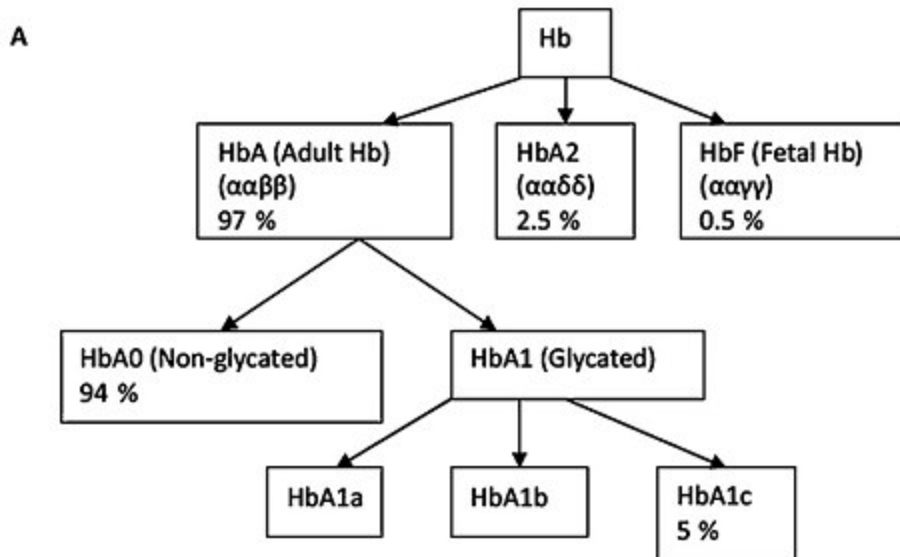 A
Hb
HbA (Adult Hb)
(ααββ)
97 %
HbA2
(ααδδ)
2.5 %
HbF (Fetal Hb)
(ααγγ)
0.5 %
HbA0 (Non-glycated)
94 %
HbA1 (Glycated)
HbA1a
HbA1b
HbA1c
5 %